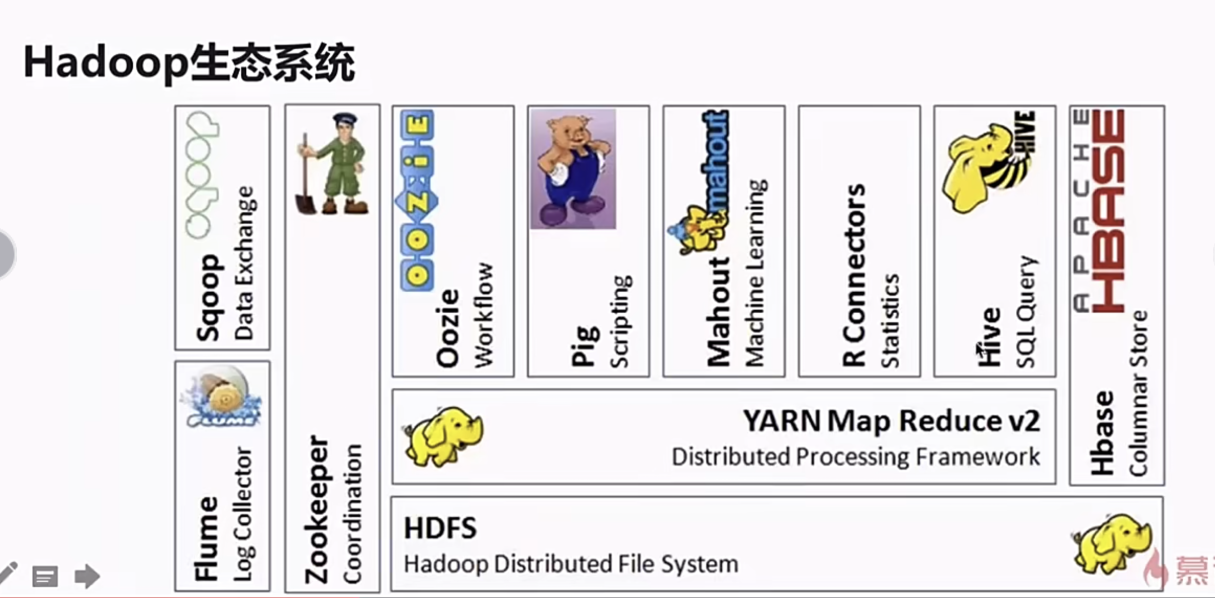 Hadoop生态系统
Sqoop
Data Exchange
Flume
FLUME
Log Collector
Zookeeper
Coordination
OOZIE
Oozie
Workflow
Pig
Scripting
mahout
Mahout
Machine Learning
R Connectors
Statistics
HIVE
Hive
SQL Query
APACHE
HBASE
Hbase
Columnar Store
YARN Map Reduce v2
Distributed Processing Framework
HDFS
Hadoop Distributed File System
慕